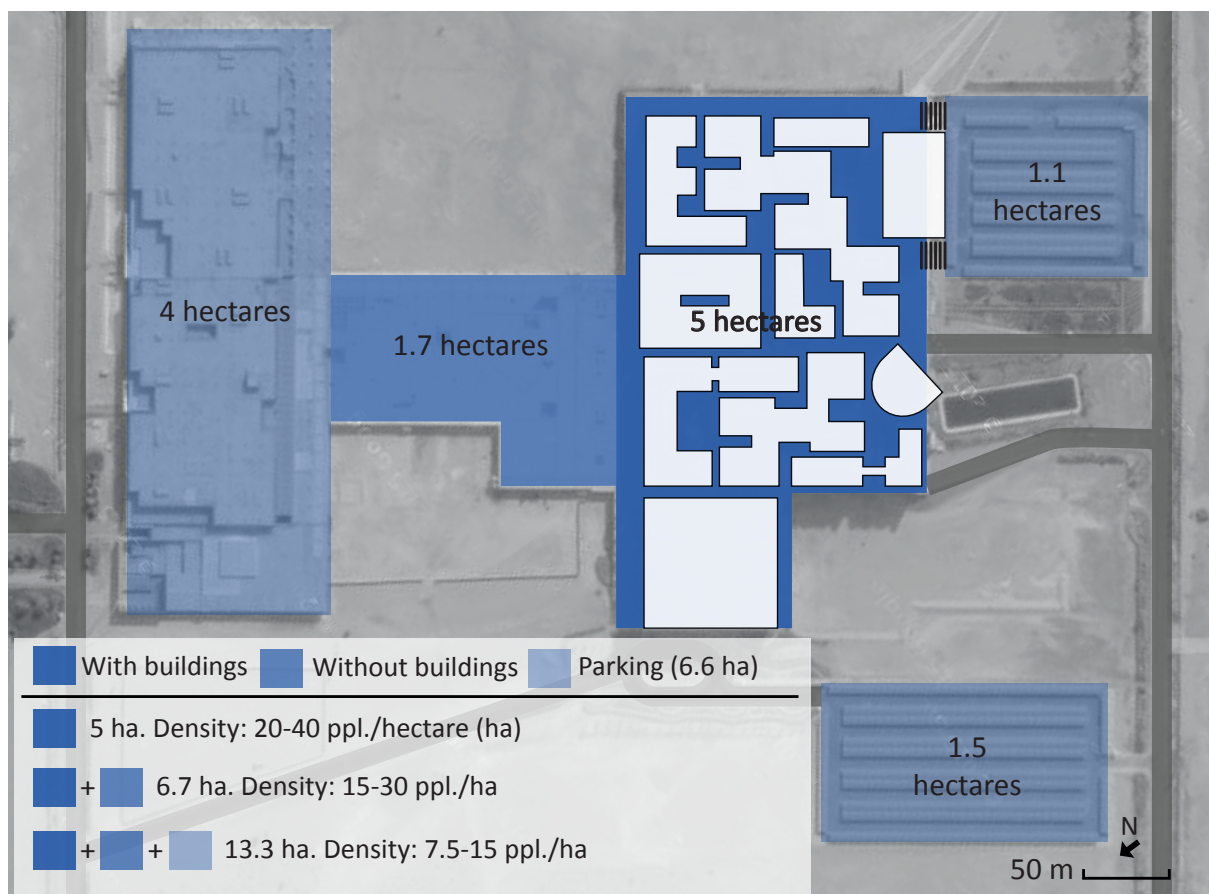 1.1
hectares
4 hectares
5 hectares
1.7 hectares
With buildings
Without buildings
Parking (6.6 ha)
5 ha. Density: 20-40 ppl./hectare (ha)
+
6.7 ha. Density: 15-30 ppl./ha
+ +
13.3 ha. Density: 7.5-15 ppl./ha
1.5
hectares
N
50 m